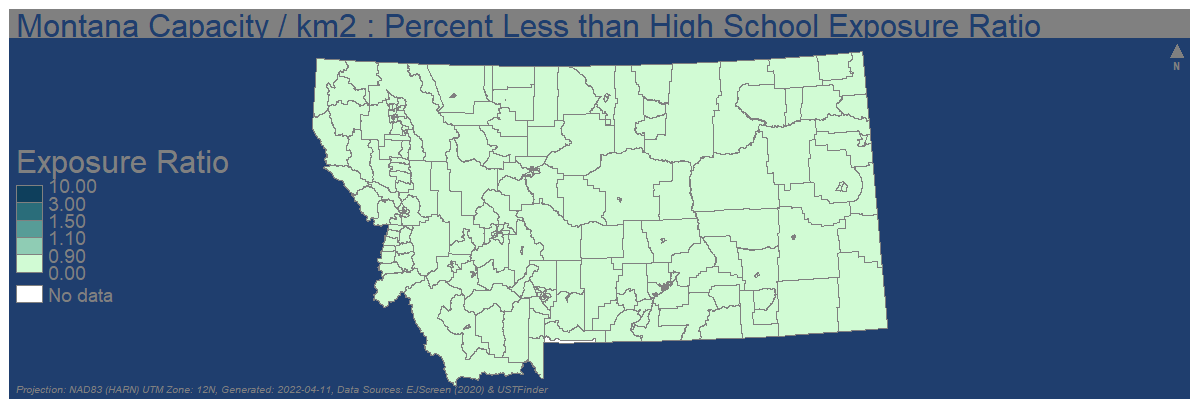 Montana Capacity / km2 : Percent Less than High School Exposure Ratio
N
Exposure Ratio
10.00
3.00
1.50
1.10
0.90
0.00
No data
Projection: NAD83 (HARN) UTM Zone: 12N, Generated: 2022-04-11, Data Sources: EJScreen (2020) & USTFinder